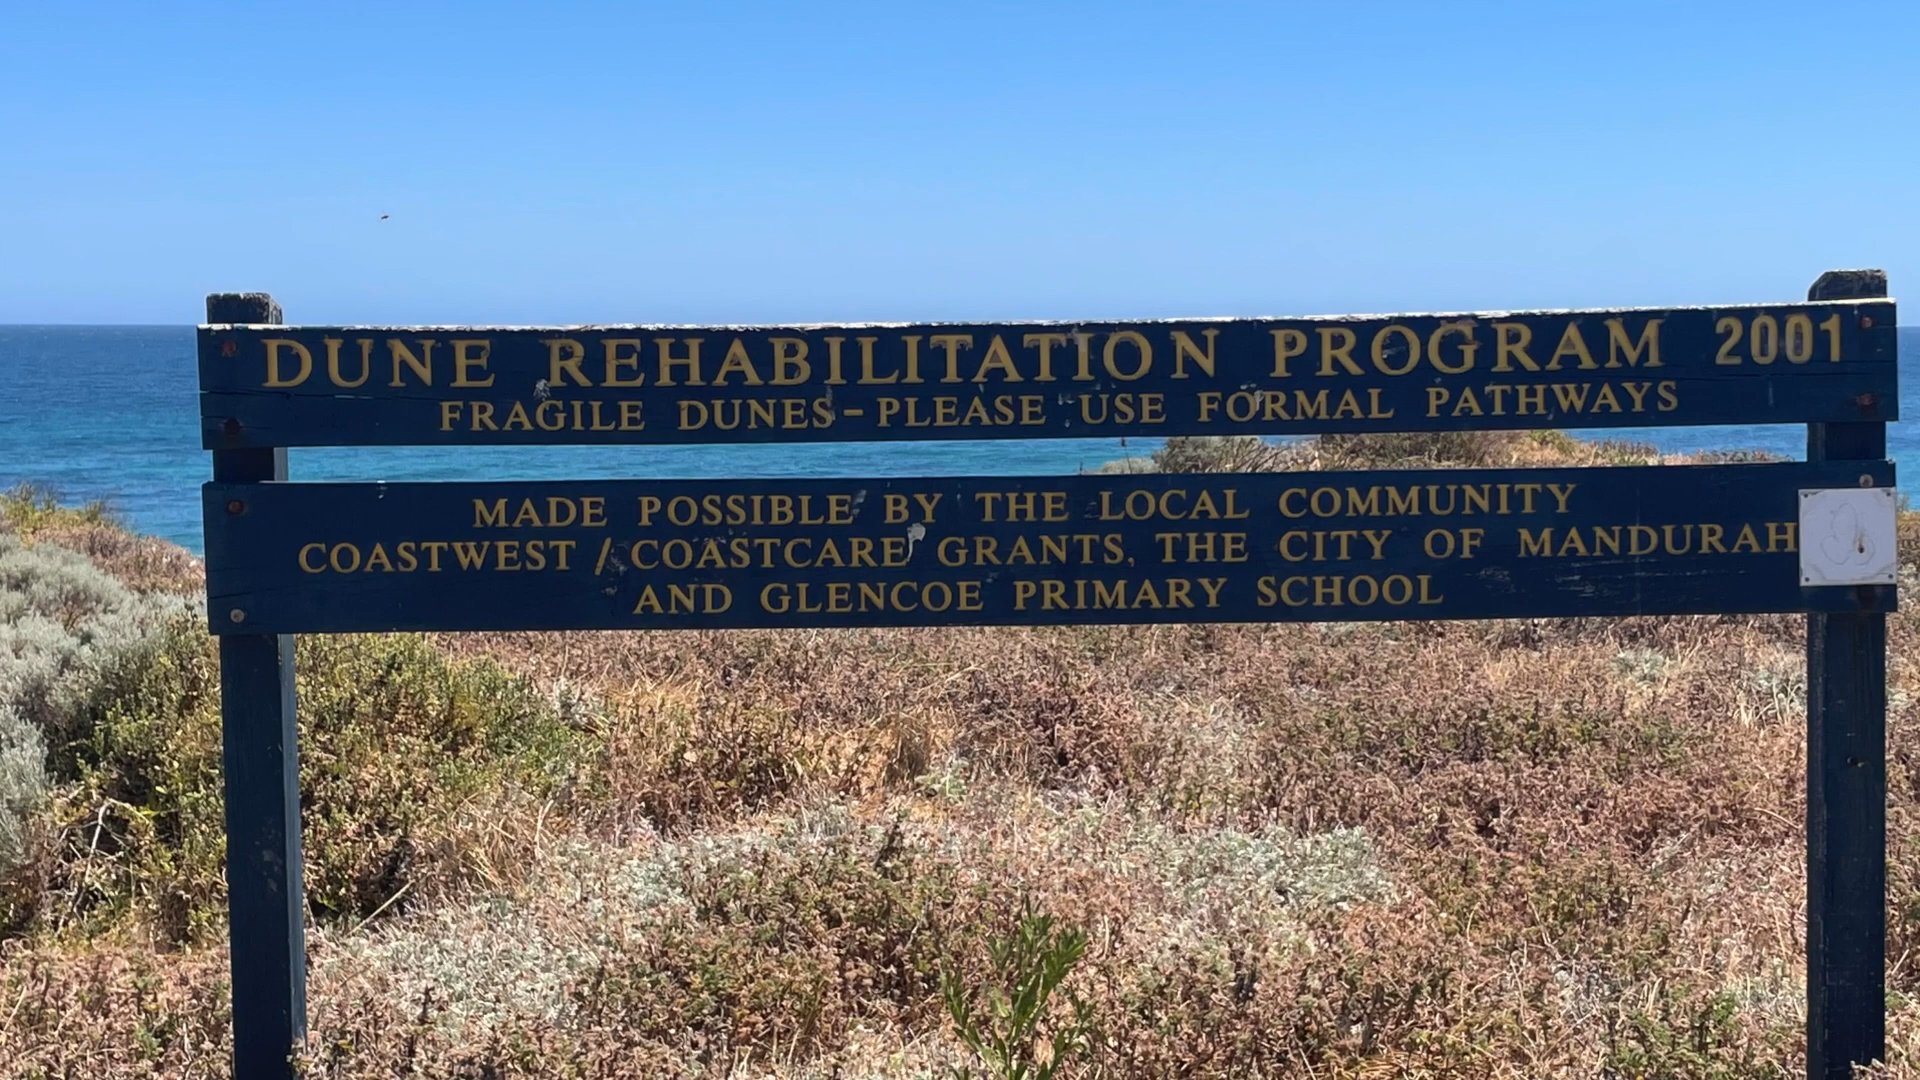 DUNE REHABILITATION PROGRAM 2001
FRAGILE DUNES - PLEASE USE FORMAL PATHWAYS
MADE POSSIBLE BY THE LOCAL COMMUNITY
COASTWEST / COASTCARE GRANTS, THE CITY OF MANDURAH
AND GLENCOE PRIMARY SCHOOL